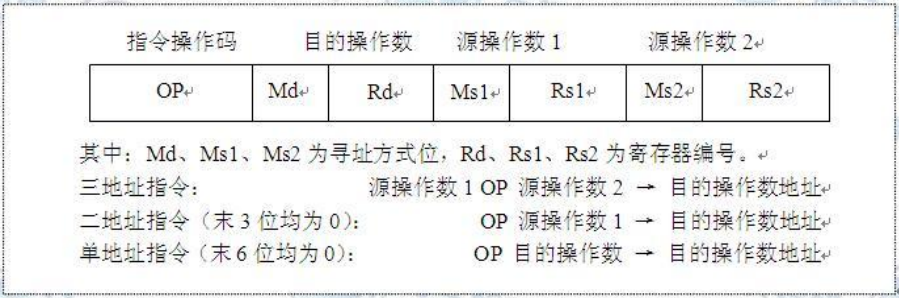 指令操作码 目的操作数 源操作数 1 源操作数 2↵
OP↵ Md↵ Rd↵ Ms1↵ Rs1↵ Ms2↵ Rs2↵
其中：Md、Ms1、Ms2 为寻址方式位，Rd、Rs1、Rs2 为寄存器编号。↵
三地址指令： 源操作数 1 OP 源操作数 2 → 目的操作数地址↵
二地址指令（末 3 位均为 0）： OP 源操作数 1 → 目的操作数地址↵
单地址指令（末 6 位均为 0）： OP 目的操作数 → 目的操作数地址↵